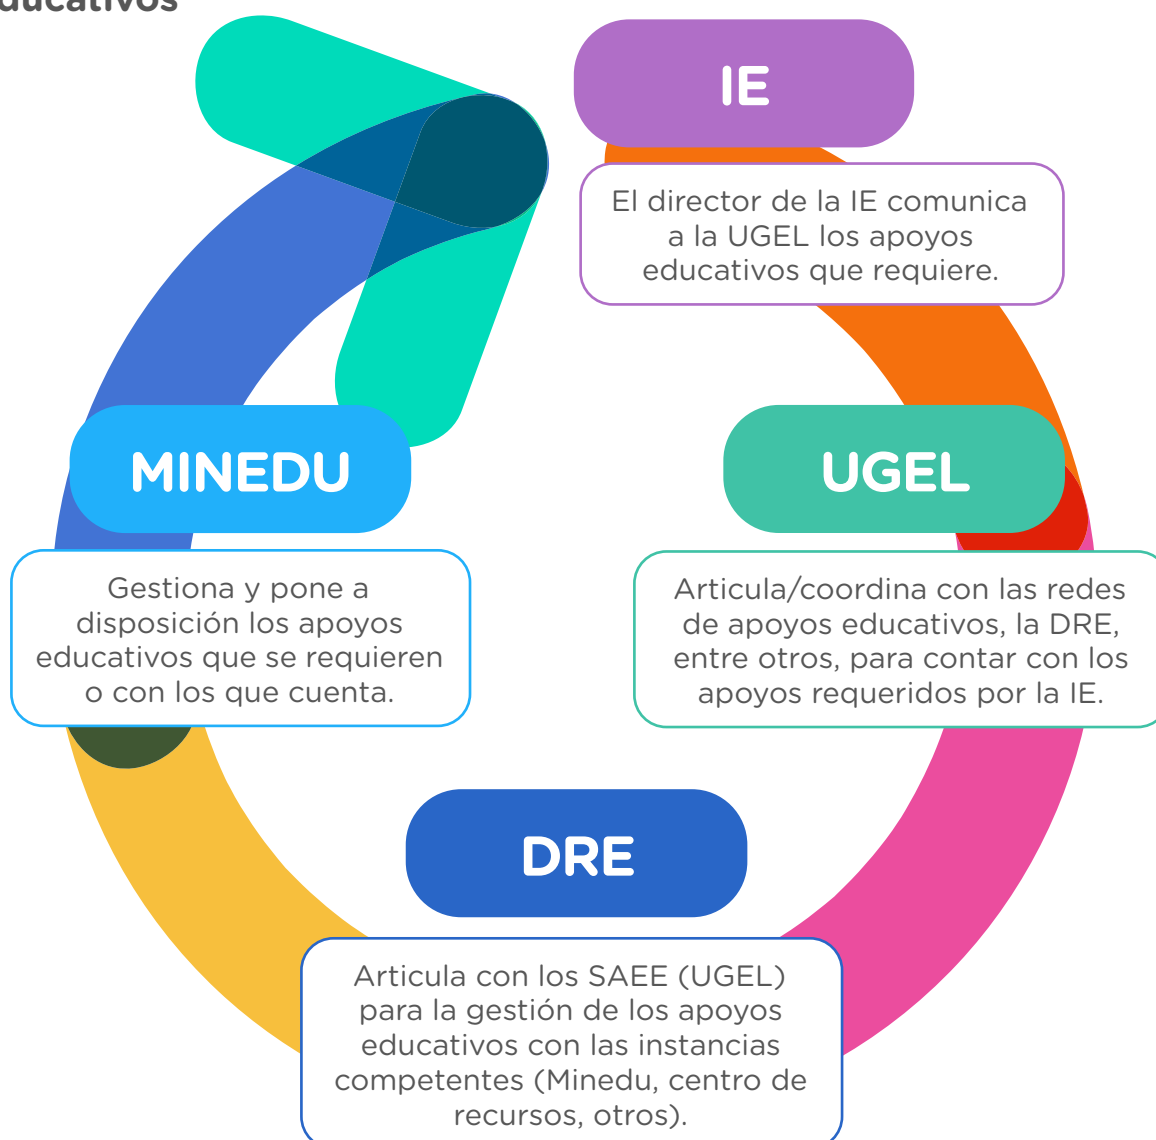 educativos
IE
El director de la IE comunica
a la UGEL los apoyos
educativos que requiere.
UGEL
Articula/coordina con las redes
de apoyos educativos, la DRE,
entre otros, para contar con los
apoyos requeridos por la IE.
DRE
Articula con los SAEE (UGEL)
para la gestión de los apoyos
educativos con las instancias
competentes (Minedu, centro de
recursos, otros).
MINEDU
Gestiona y pone a
disposición los apoyos
educativos que se requieren
o con los que cuenta.